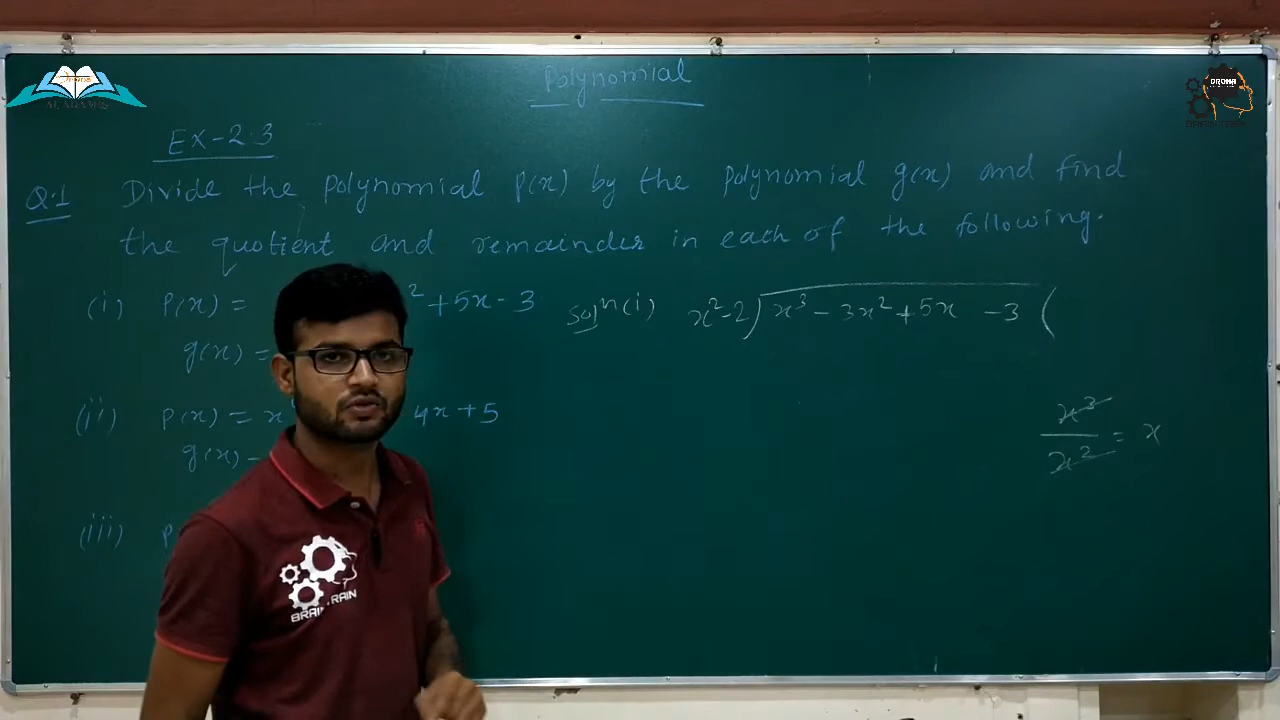 Polynomial
DRONA
Ex-2.3
Q.1 Divide the polynomial p(x) by the polynomial g(x) and find
the quotient and remainder in each of the following.
(i) P(x) = ² + 5x - 3
solⁿ(i) x²-2) x³ - 3x² + 5x - 3 (
g(x) =
(ii) P(x) = x 4x + 5
g(x) -
x³/x² = x
(iii) P